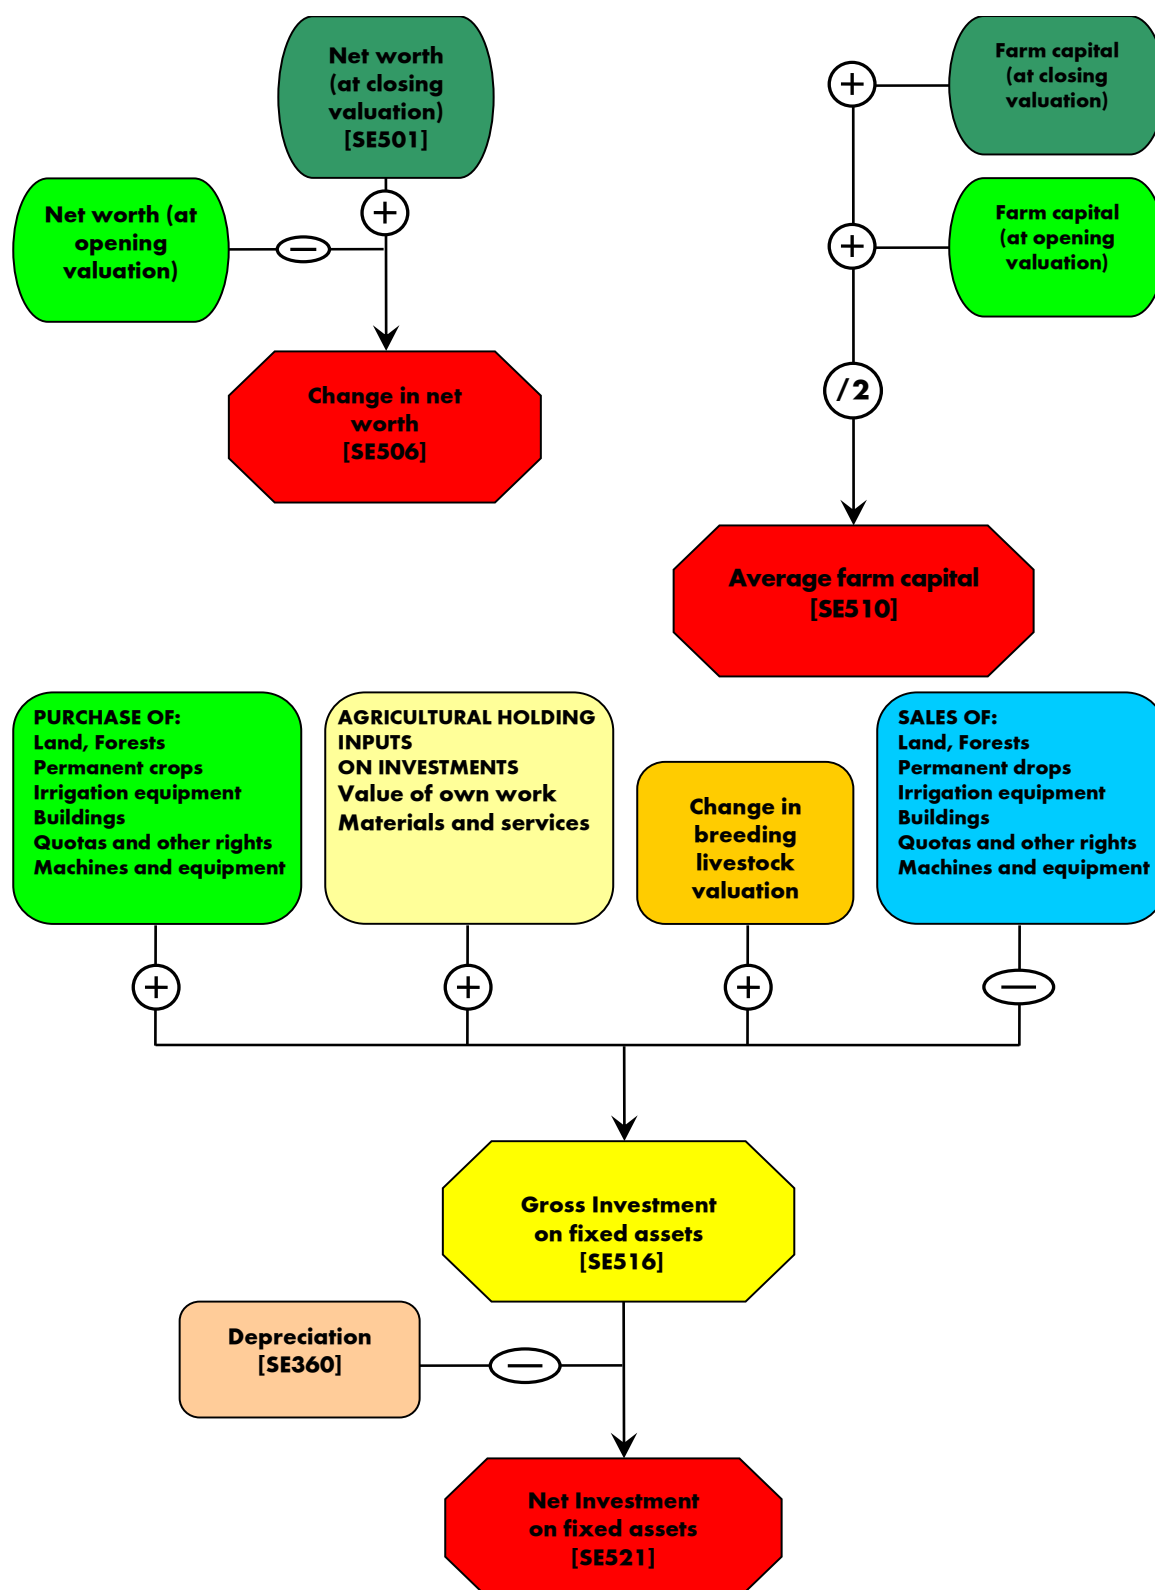 Net worth
(at closing
valuation)
[SE501]
+
Net worth (at
opening
valuation)
—
Change in net
worth
[SE506]
Farm capital
(at closing
valuation)
+
Farm capital
(at opening
valuation)
+
/2
Average farm capital
[SE510]
PURCHASE OF:
Land, Forests
Permanent crops
Irrigation equipment
Buildings
Quotas and other rights
Machines and equipment
AGRICULTURAL HOLDING
INPUTS
ON INVESTMENTS
Value of own work
Materials and services
Change in
breeding
livestock
valuation
SALES OF:
Land, Forests
Permanent drops
Irrigation equipment
Buildings
Quotas and other rights
Machines and equipment
+
+
+
—
Gross Investment
on fixed assets
[SE516]
Depreciation
[SE360]
—
Net Investment
on fixed assets
[SE521]